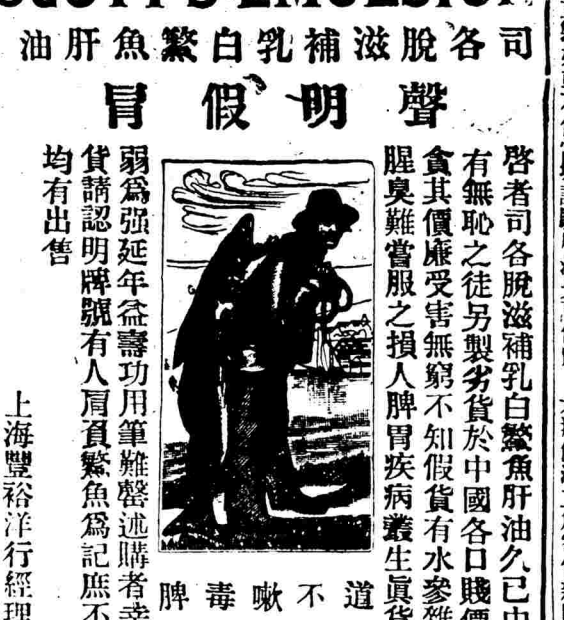 SCOTT'S EMULSION
司各脫滋補乳白鰵魚肝油
聲明假冒
啓者司各脫滋補乳白鰵魚肝油久已
有無恥之徒另製劣貨於中國各口賤價
貪其價廉受害無窮不知假貨有水參雜
腥臭難嘗服之損人脾胃疾病叢生眞貨
道不嗽毒脾
弱爲强延年益壽功用筆難罄述購者幸
貨請認明牌號有人肩負鰵魚爲記庶不
均有出售
上海豐裕洋行經理